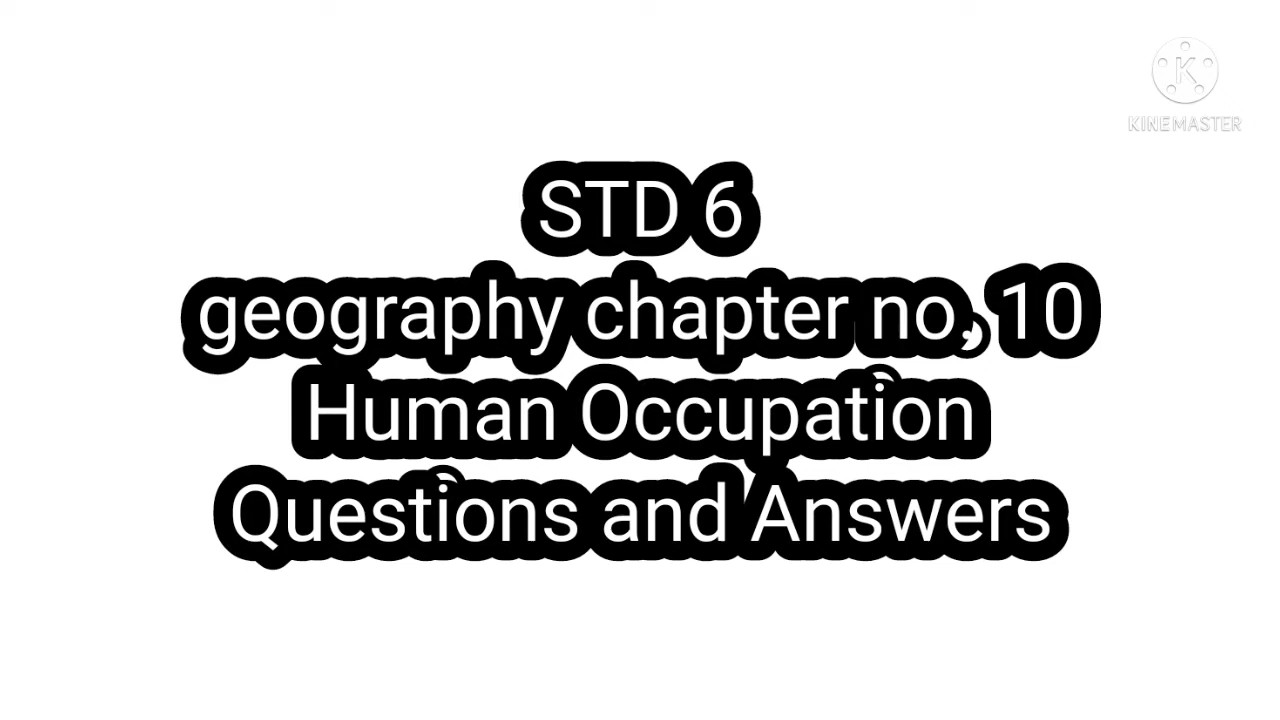 KINEMASTER
STD 6
geography chapter no, 10
Human Occupation
Questions and Answers